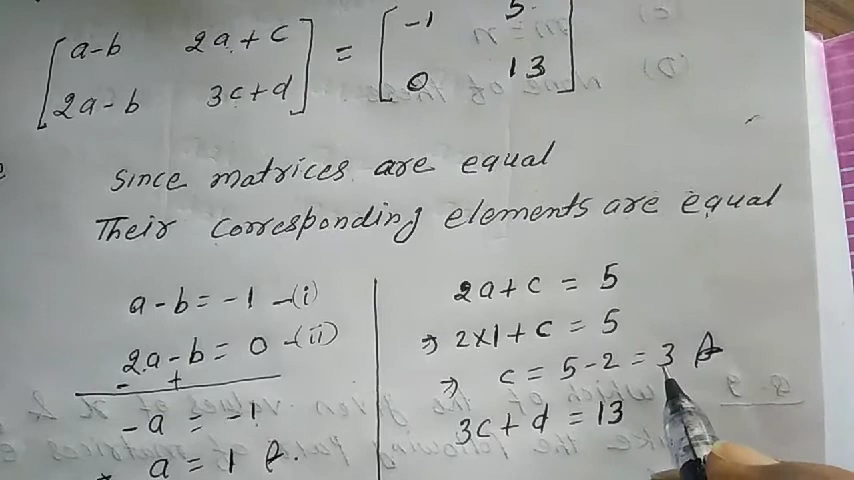 [a-b 2a+c] = [-1 5]
[2a-b 3c+d] [0 13]
Since matrices are equal
Their corresponding elements are equal
a-b = -1 -(i)
2a-b = 0 -(ii)
- +
-a = -1
a = 1
2a+c = 5
⇒ 2×1+c = 5
⇒ c = 5-2 = 3
3c+d = 13